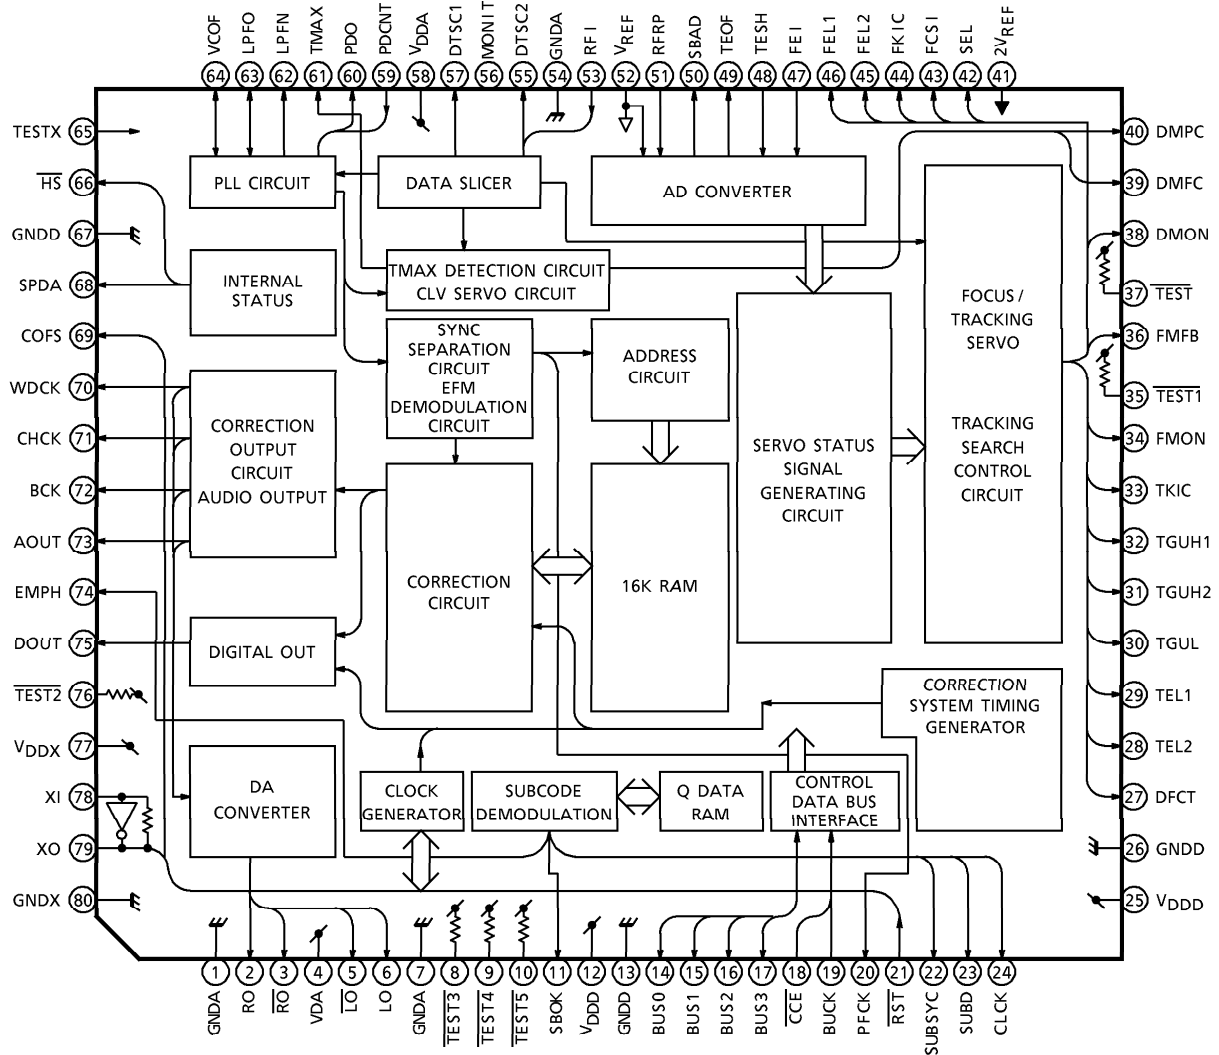 VCOF
LPFO
LPFN
TMAX
PDO
PDCNT
VDDA
DTSC1
MONIT
DTSC2
GNDA
RFI
VREF
RFRP
SBAD
TEOF
TESH
FEI
FEL1
FEL2
FKIC
FCSI
SEL
2VREF
64
63
62
61
60
59
58
57
56
55
54
53
52
51
50
49
48
47
46
45
44
43
42
41
TESTX 65
HS 66
GNDD 67
SPDA 68
COFS 69
WDCK 70
CHCK 71
BCK 72
AOUT 73
EMPH 74
DOUT 75
TEST2 76
VDDX 77
XI 78
XO 79
GNDX 80
PLL CIRCUIT
DATA SLICER
AD CONVERTER
INTERNAL
STATUS
TMAX DETECTION CIRCUIT
CLV SERVO CIRCUIT
SYNC
SEPARATION
CIRCUIT
EFM
DEMODULATION
CIRCUIT
ADDRESS
CIRCUIT
FOCUS/
TRACKING
SERVO
TRACKING
SEARCH
CONTROL
CIRCUIT
SERVO STATUS
SIGNAL
GENERATING
CIRCUIT
CORRECTION
OUTPUT
CIRCUIT
AUDIO OUTPUT
CORRECTION
CIRCUIT
16K RAM
DIGITAL OUT
CORRECTION
SYSTEM TIMING
GENERATOR
DA
CONVERTER
CLOCK
GENERATOR
SUBCODE
DEMODULATION
Q DATA
RAM
CONTROL
DATA BUS
INTERFACE
40 DMPC
39 DMFC
38 DMON
37 TEST
36 FMFB
35 TEST1
34 FMON
33 TKIC
32 TGUH1
31 TGUH2
30 TGUL
29 TEL1
28 TEL2
27 DFCT
26 GNDD
25 VDDD
1
2
3
4
5
6
7
8
9
10
11
12
13
14
15
16
17
18
19
20
21
22
23
24
GNDA
RO
RO
VDA
LO
LO
GNDA
TEST3
TEST4
TEST5
SBOK
VDDD
GNDD
BUS0
BUS1
BUS2
BUS3
CCE
BUCK
PFCK
RST
SUBSYC
SUBD
CLCK